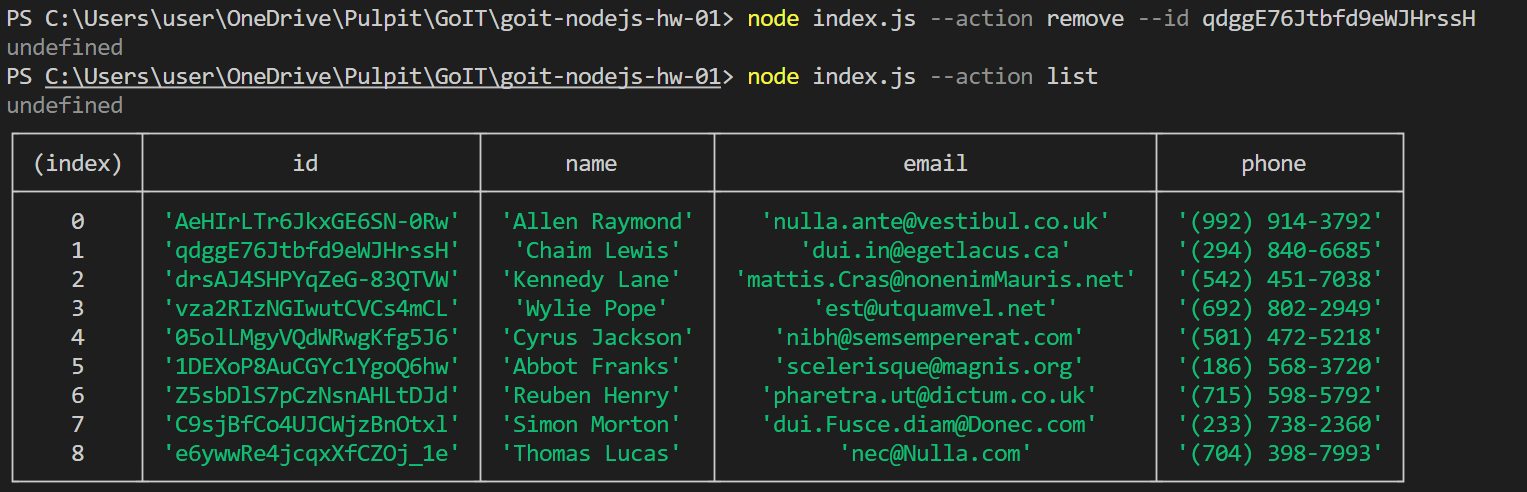 PS C:\Users\user\OneDrive\Pulpit\GoIT\goit-nodejs-hw-01> node index.js --action remove --id qdggE76Jtbfd9eWJHrssH
undefined
PS C:\Users\user\OneDrive\Pulpit\GoIT\goit-nodejs-hw-01> node index.js --action list
undefined
(index) id name email phone
0 'AeHIrLTr6JkxGE6SN-0Rw' 'Allen Raymond' 'nulla.ante@vestibul.co.uk' '(992) 914-3792'
1 'qdggE76Jtbfd9eWJHrssH' 'Chaim Lewis' 'dui.in@egetlacus.ca' '(294) 840-6685'
2 'drsAJ4SHPYqZeG-83QTVW' 'Kennedy Lane' 'mattis.Cras@nonenimMauris.net' '(542) 451-7038'
3 'vza2RIzNGIwutCVCs4mCL' 'Wylie Pope' 'est@utquamvel.net' '(692) 802-2949'
4 '05olLMgyVQdWRwgKfg5J6' 'Cyrus Jackson' 'nibh@semsempererat.com' '(501) 472-5218'
5 '1DEXoP8AuCGYc1YgoQ6hw' 'Abbot Franks' 'scelerisque@magnis.org' '(186) 568-3720'
6 'Z5sbDlS7pCzNsnAHLtDJd' 'Reuben Henry' 'pharetra.ut@dictum.co.uk' '(715) 598-5792'
7 'C9sjBfCo4UJCWjzBnOtxl' 'Simon Morton' 'dui.Fusce.diam@Donec.com' '(233) 738-2360'
8 'e6ywwRe4jcqxXfCZOj_1e' 'Thomas Lucas' 'nec@Nulla.com' '(704) 398-7993'